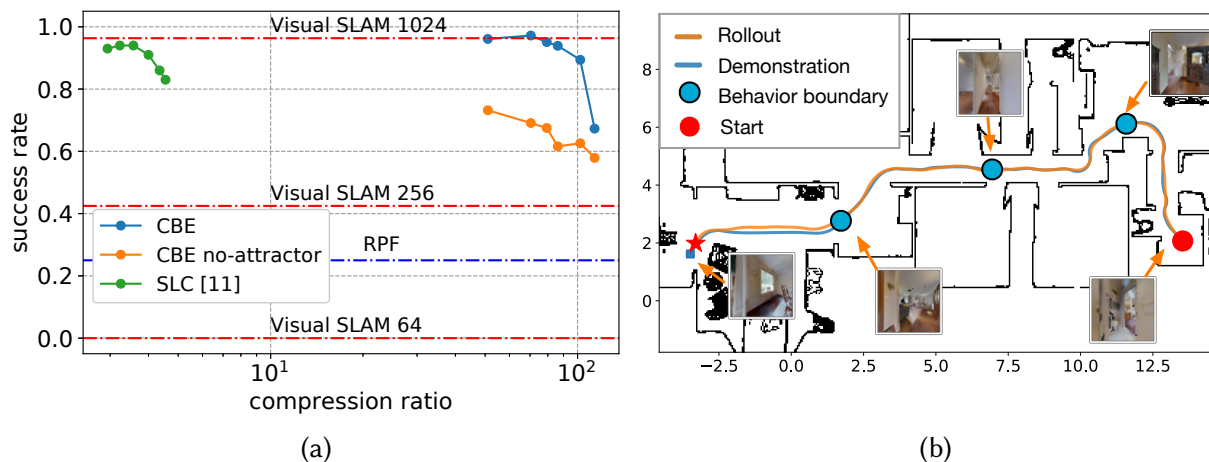 1.0
0.8
0.6
0.4
0.2
0.0
success rate
Visual SLAM 1024
Visual SLAM 256
RPF
Visual SLAM 64
CBE
CBE no-attractor
SLC [11]
10¹
10²
compression ratio
(a)
Rollout
Demonstration
Behavior boundary
Start
8
6
4
2
0
−2.5
0.0
2.5
5.0
7.5
10.0
12.5
(b)